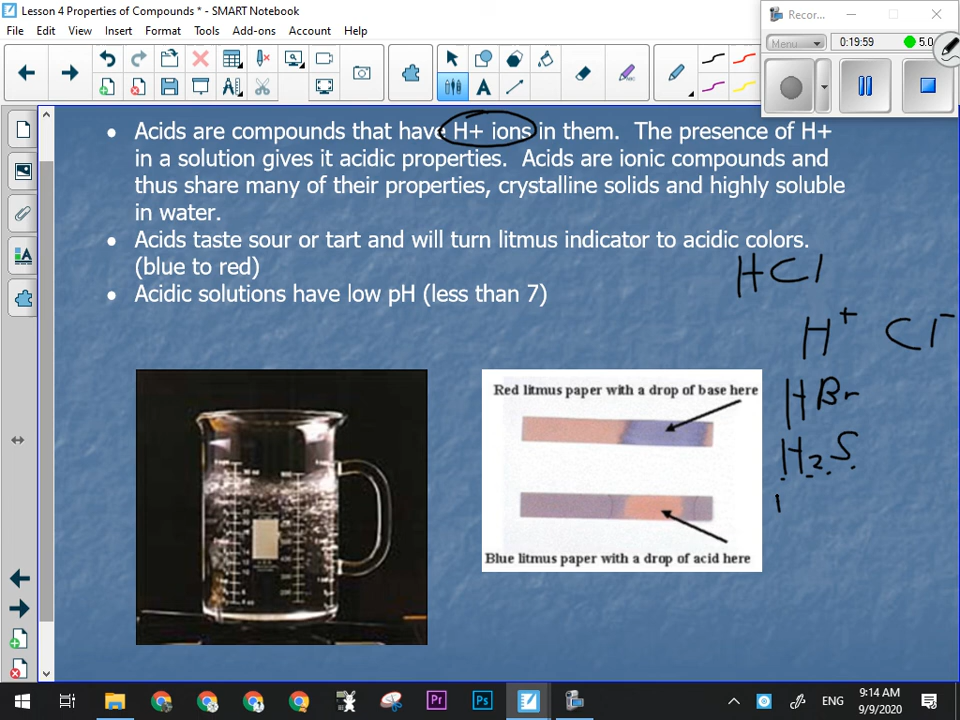 Lesson 4 Properties of Compounds * - SMART Notebook
File Edit View Insert Format Tools Actions Account Help
Recor...
Menu
0:19:59
5.0
• Acids are compounds that have H+ ions in them. The presence of H+
in a solution gives it acidic properties. Acids are ionic compounds and
thus share many of their properties, crystalline solids and highly soluble
in water.
• Acids taste sour or tart and will turn litmus indicator to acidic colors.
(blue to red)
• Acidic solutions have low pH (less than 7)
HCl
H+ Cl-
HBr
H2S
Red litmus paper with a drop of base here
Blue litmus paper with a drop of acid here
ENG
9:14 AM
9/9/2020